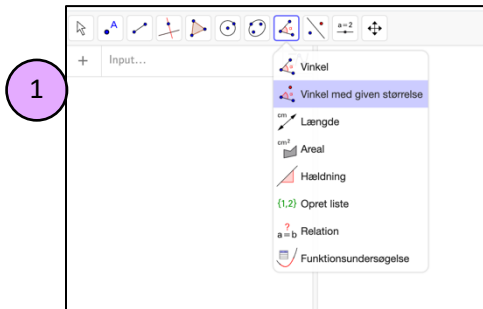 A
a = 2
1
+ Input...
Vinkel
Vinkel med given størrelse
cm Længde
cm² Areal
Hældning
{1,2} Opret liste
a ? b Relation
Funktionsundersøgelse